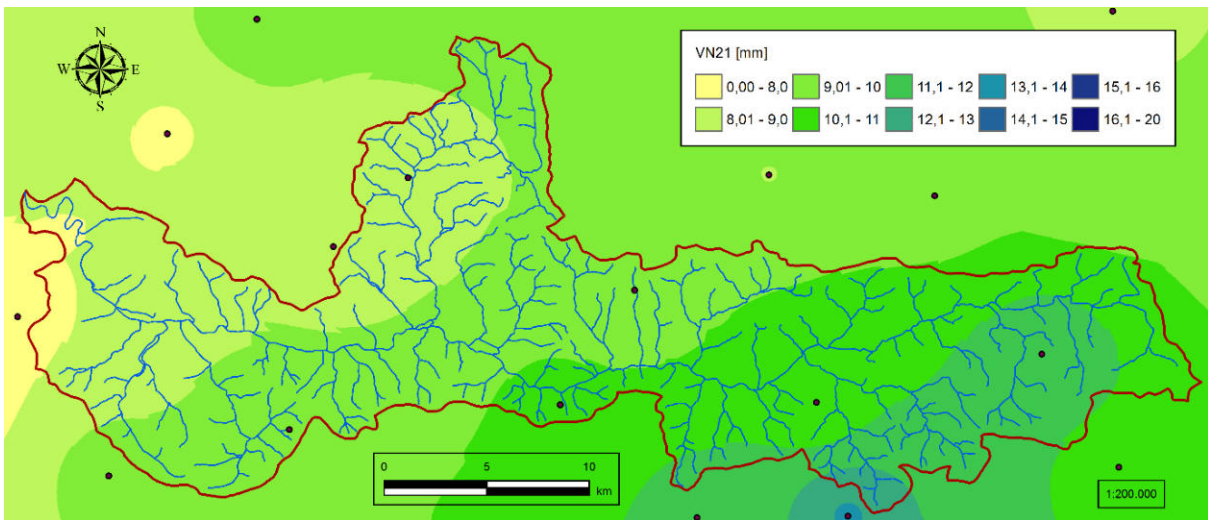 N
W E
S
VN21 [mm]
0,00 - 8,0 9,01 - 10 11,1 - 12 13,1 - 14 15,1 - 16
8,01 - 9,0 10,1 - 11 12,1 - 13 14,1 - 15 16,1 - 20
0 5 10
km
1:200.000